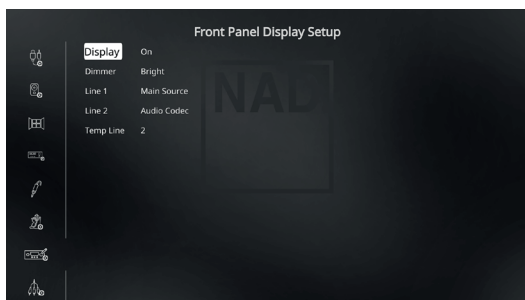 Front Panel Display Setup
Display On
Dimmer Bright
Line 1 Main Source
Line 2 Audio Codec
Temp Line 2
NAD